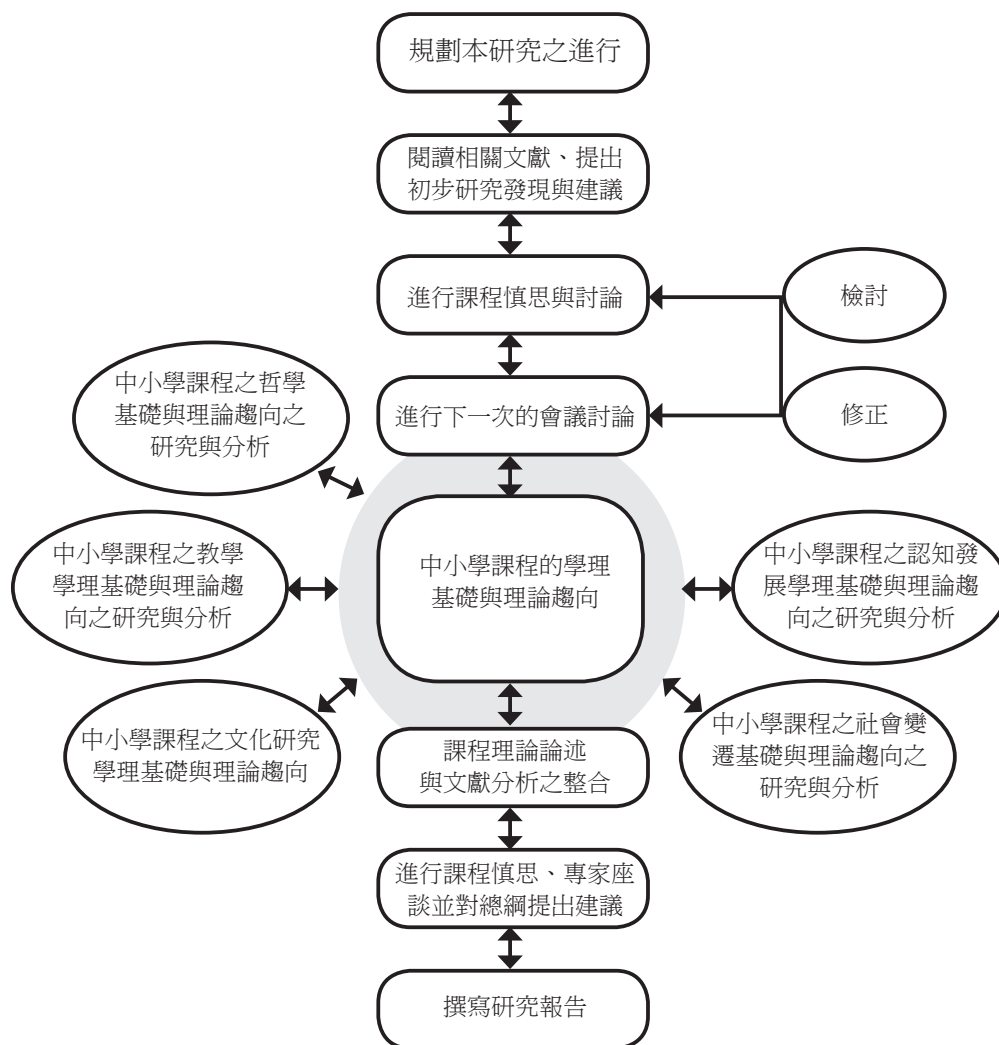 規劃本研究之進行
閱讀相關文獻、提出
初步研究發現與建議
進行課程慎思與討論
檢討
進行下一次的會議討論
修正
中小學課程之哲學
基礎與理論趨向之
研究與分析
中小學課程之教學
學理基礎與理論趨
向之研究與分析
中小學課程的學理
基礎與理論趨向
中小學課程之認知發
展學理基礎與理論趨
向之研究與分析
中小學課程之文化研究
學理基礎與理論趨向
中小學課程之社會變
遷基礎與理論趨向之
研究與分析
課程理論論述
與文獻分析之整合
進行課程慎思、專家座
談並對總綱提出建議
撰寫研究報告